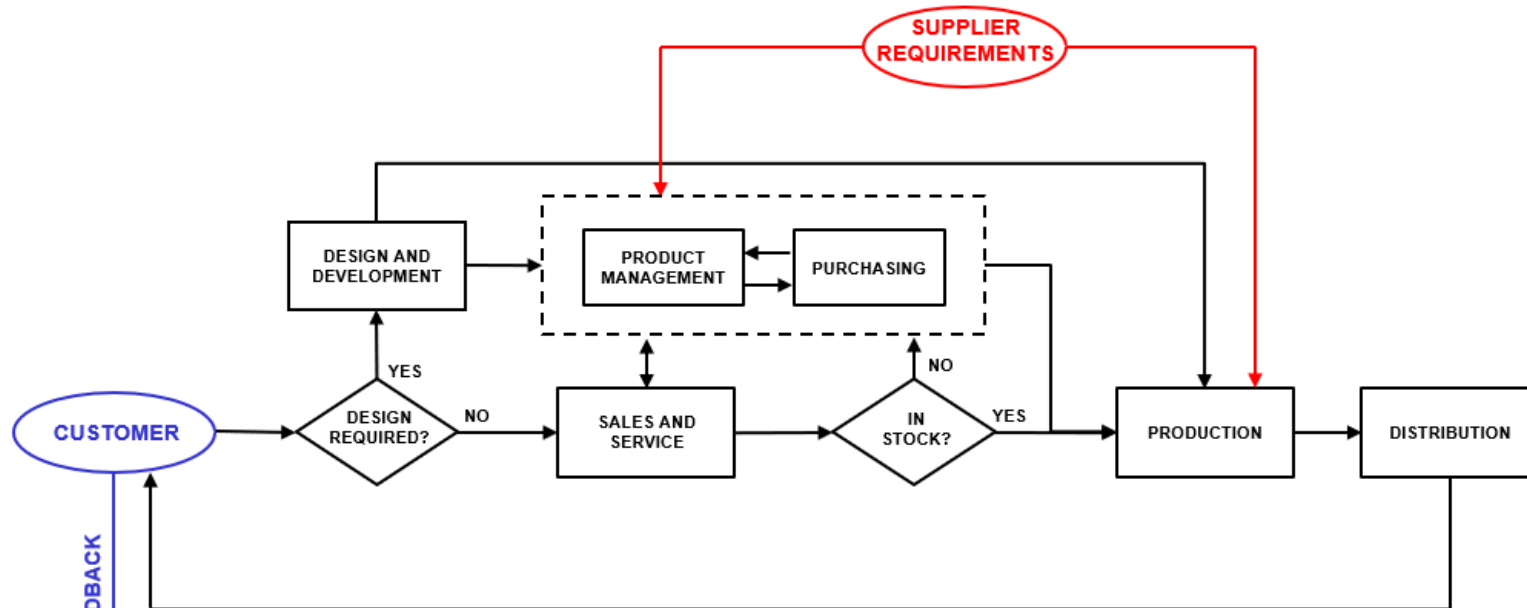 SUPPLIER
REQUIREMENTS
DESIGN AND
DEVELOPMENT
PRODUCT
MANAGEMENT
PURCHASING
YES
NO
CUSTOMER
DESIGN
REQUIRED?
NO
SALES AND
SERVICE
IN
STOCK?
YES
PRODUCTION
DISTRIBUTION